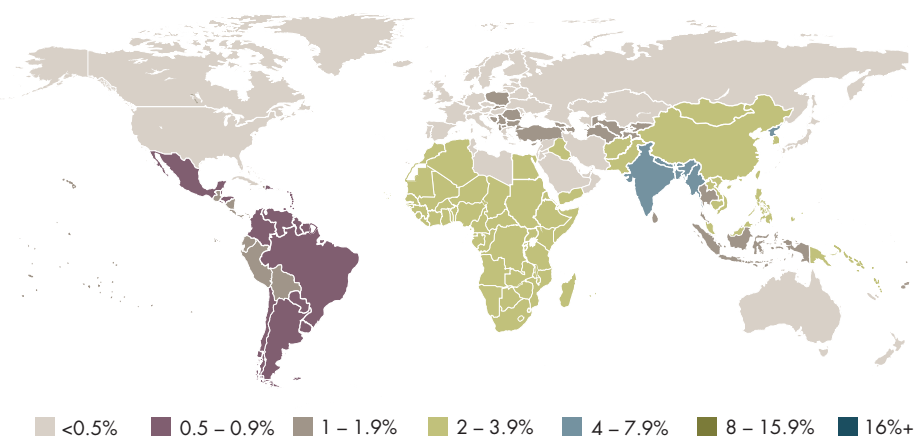 <0.5% 0.5 – 0.9% 1 – 1.9% 2 – 3.9% 4 – 7.9% 8 – 15.9% 16%+